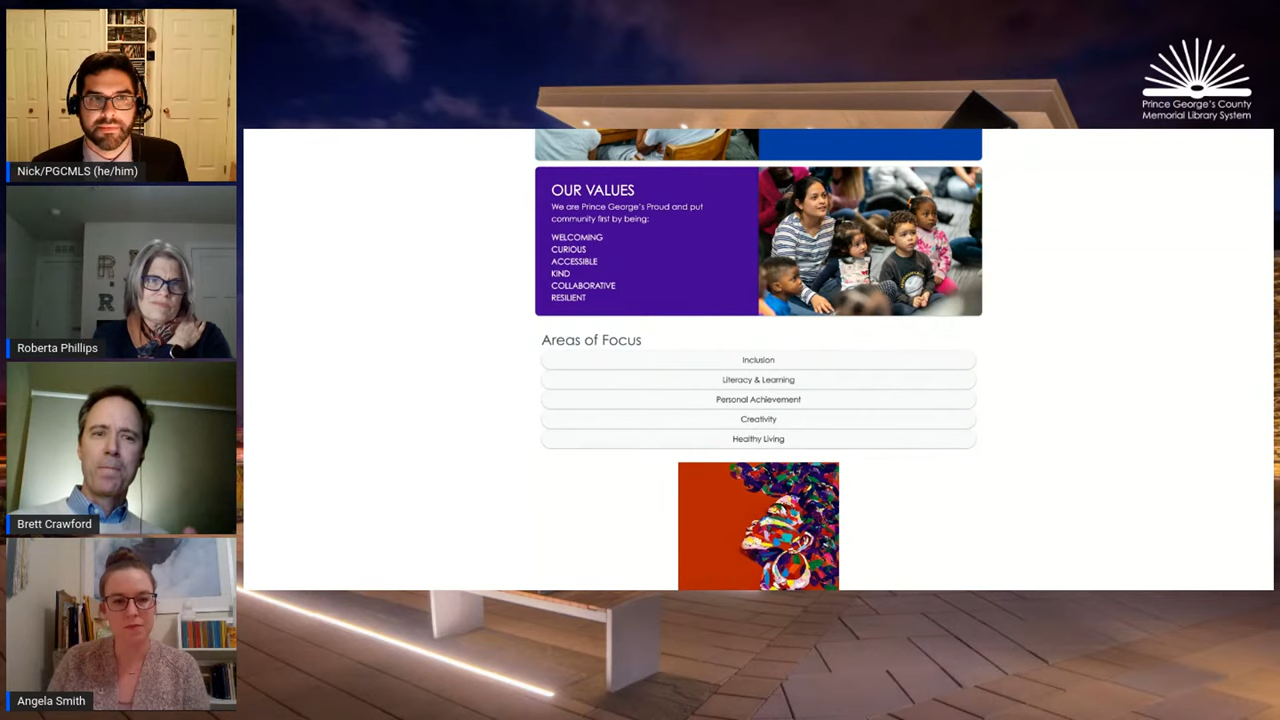 Prince George's County
Memorial Library System
Nick/PGCMLS (he/him)
Roberta Phillips
Brett Crawford
Angela Smith
OUR VALUES
We are Prince George's Proud and put
community first by being:
WELCOMING
CURIOUS
ACCESSIBLE
KIND
COLLABORATIVE
RESILIENT
Areas of Focus
Inclusion
Literacy & Learning
Personal Achievement
Creativity
Healthy Living
R
R